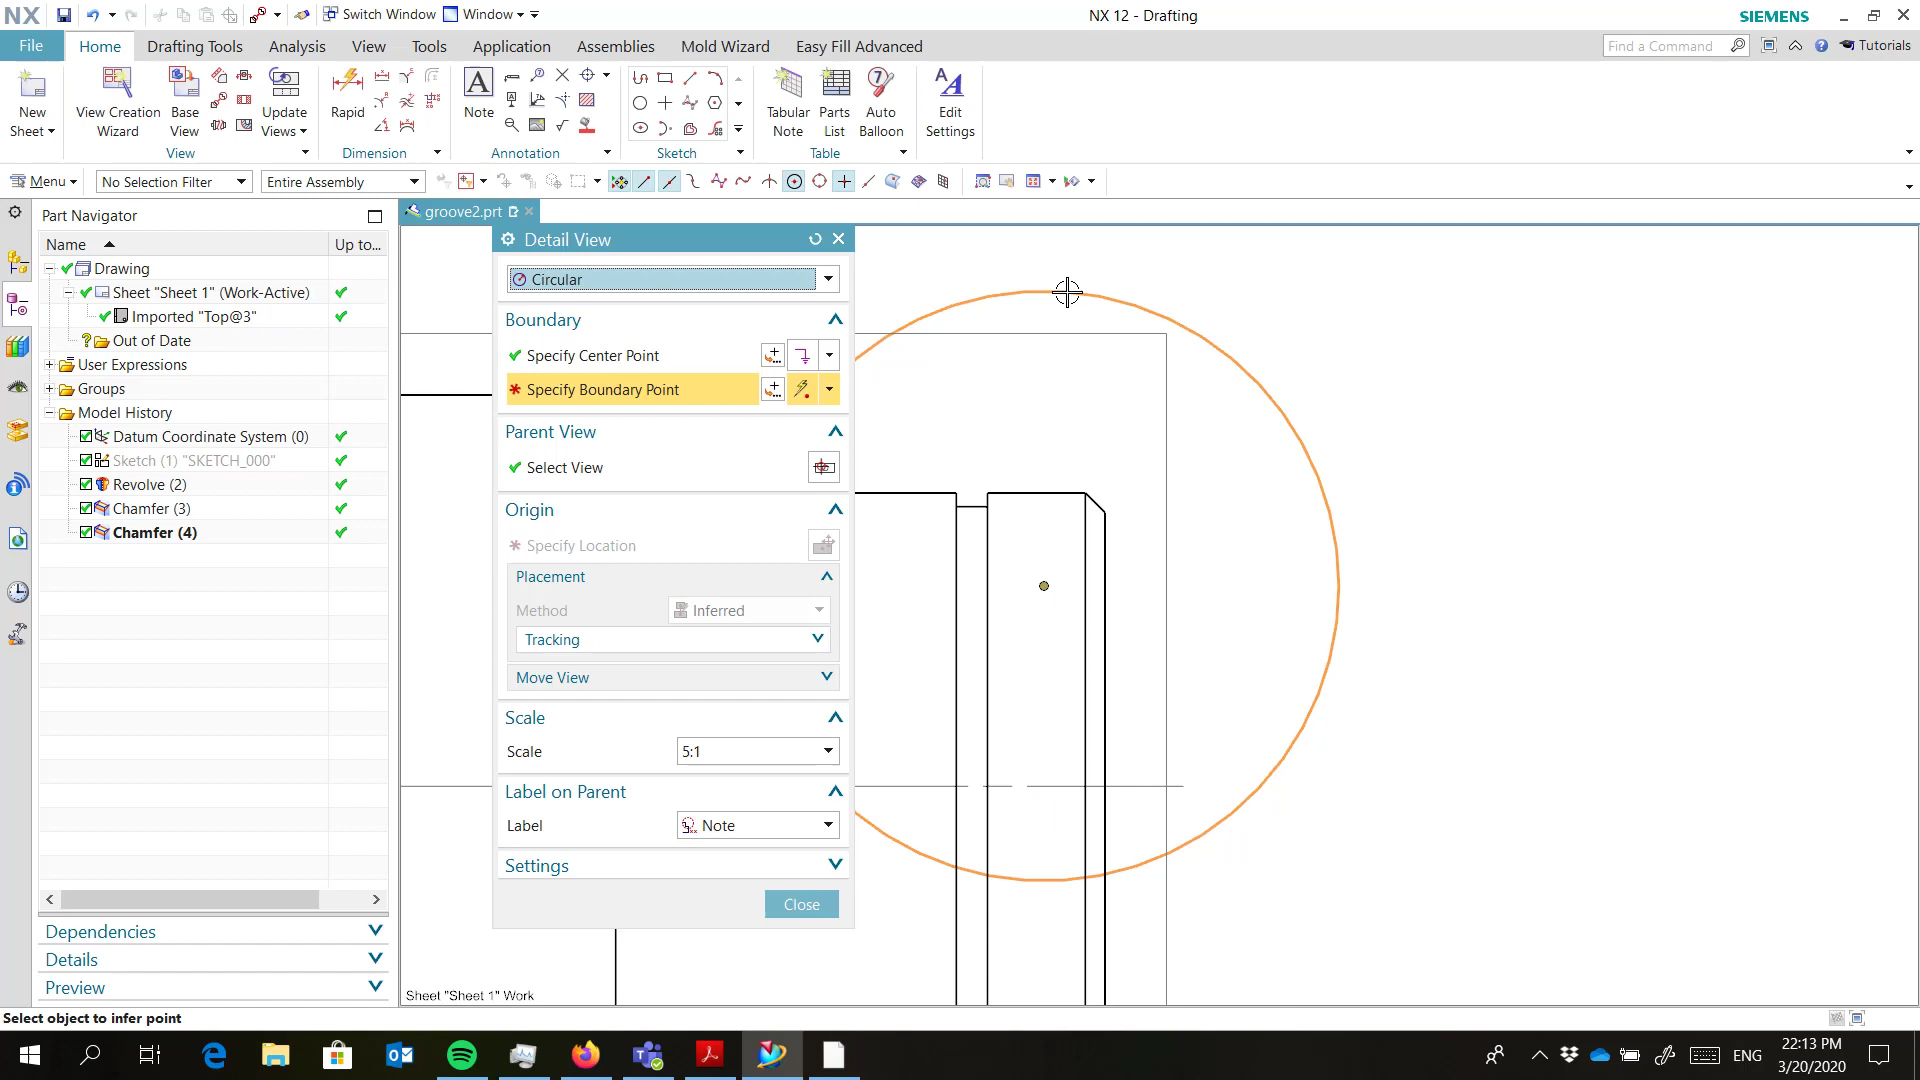 NX
Switch Window
Window
NX 12 - Drafting
SIEMENS
File
Home
Drafting Tools
Analysis
View
Tools
Application
Assemblies
Mold Wizard
Easy Fill Advanced
Find a Command
Tutorials
New Sheet
View Creation Wizard
Base View
Update Views
Rapid
A
Note
Tabular Note
Parts List
Auto Balloon
Edit Settings
View
Dimension
Annotation
Sketch
Table
Menu
No Selection Filter
Entire Assembly
Part Navigator
groove2.prt
Name
Up to...
Drawing
Sheet "Sheet 1" (Work-Active)
Imported "Top@3"
Out of Date
User Expressions
Groups
Model History
Datum Coordinate System (0)
Sketch (1) "SKETCH_000"
Revolve (2)
Chamfer (3)
Chamfer (4)
Dependencies
Details
Preview
Detail View
Circular
Boundary
Specify Center Point
Specify Boundary Point
Parent View
Select View
Origin
Specify Location
Placement
Method
Inferred
Tracking
Move View
Scale
Scale
5:1
Label on Parent
Label
Note
Settings
Close
Sheet "Sheet 1" Work
Select object to infer point
ENG
22:13 PM
3/20/2020